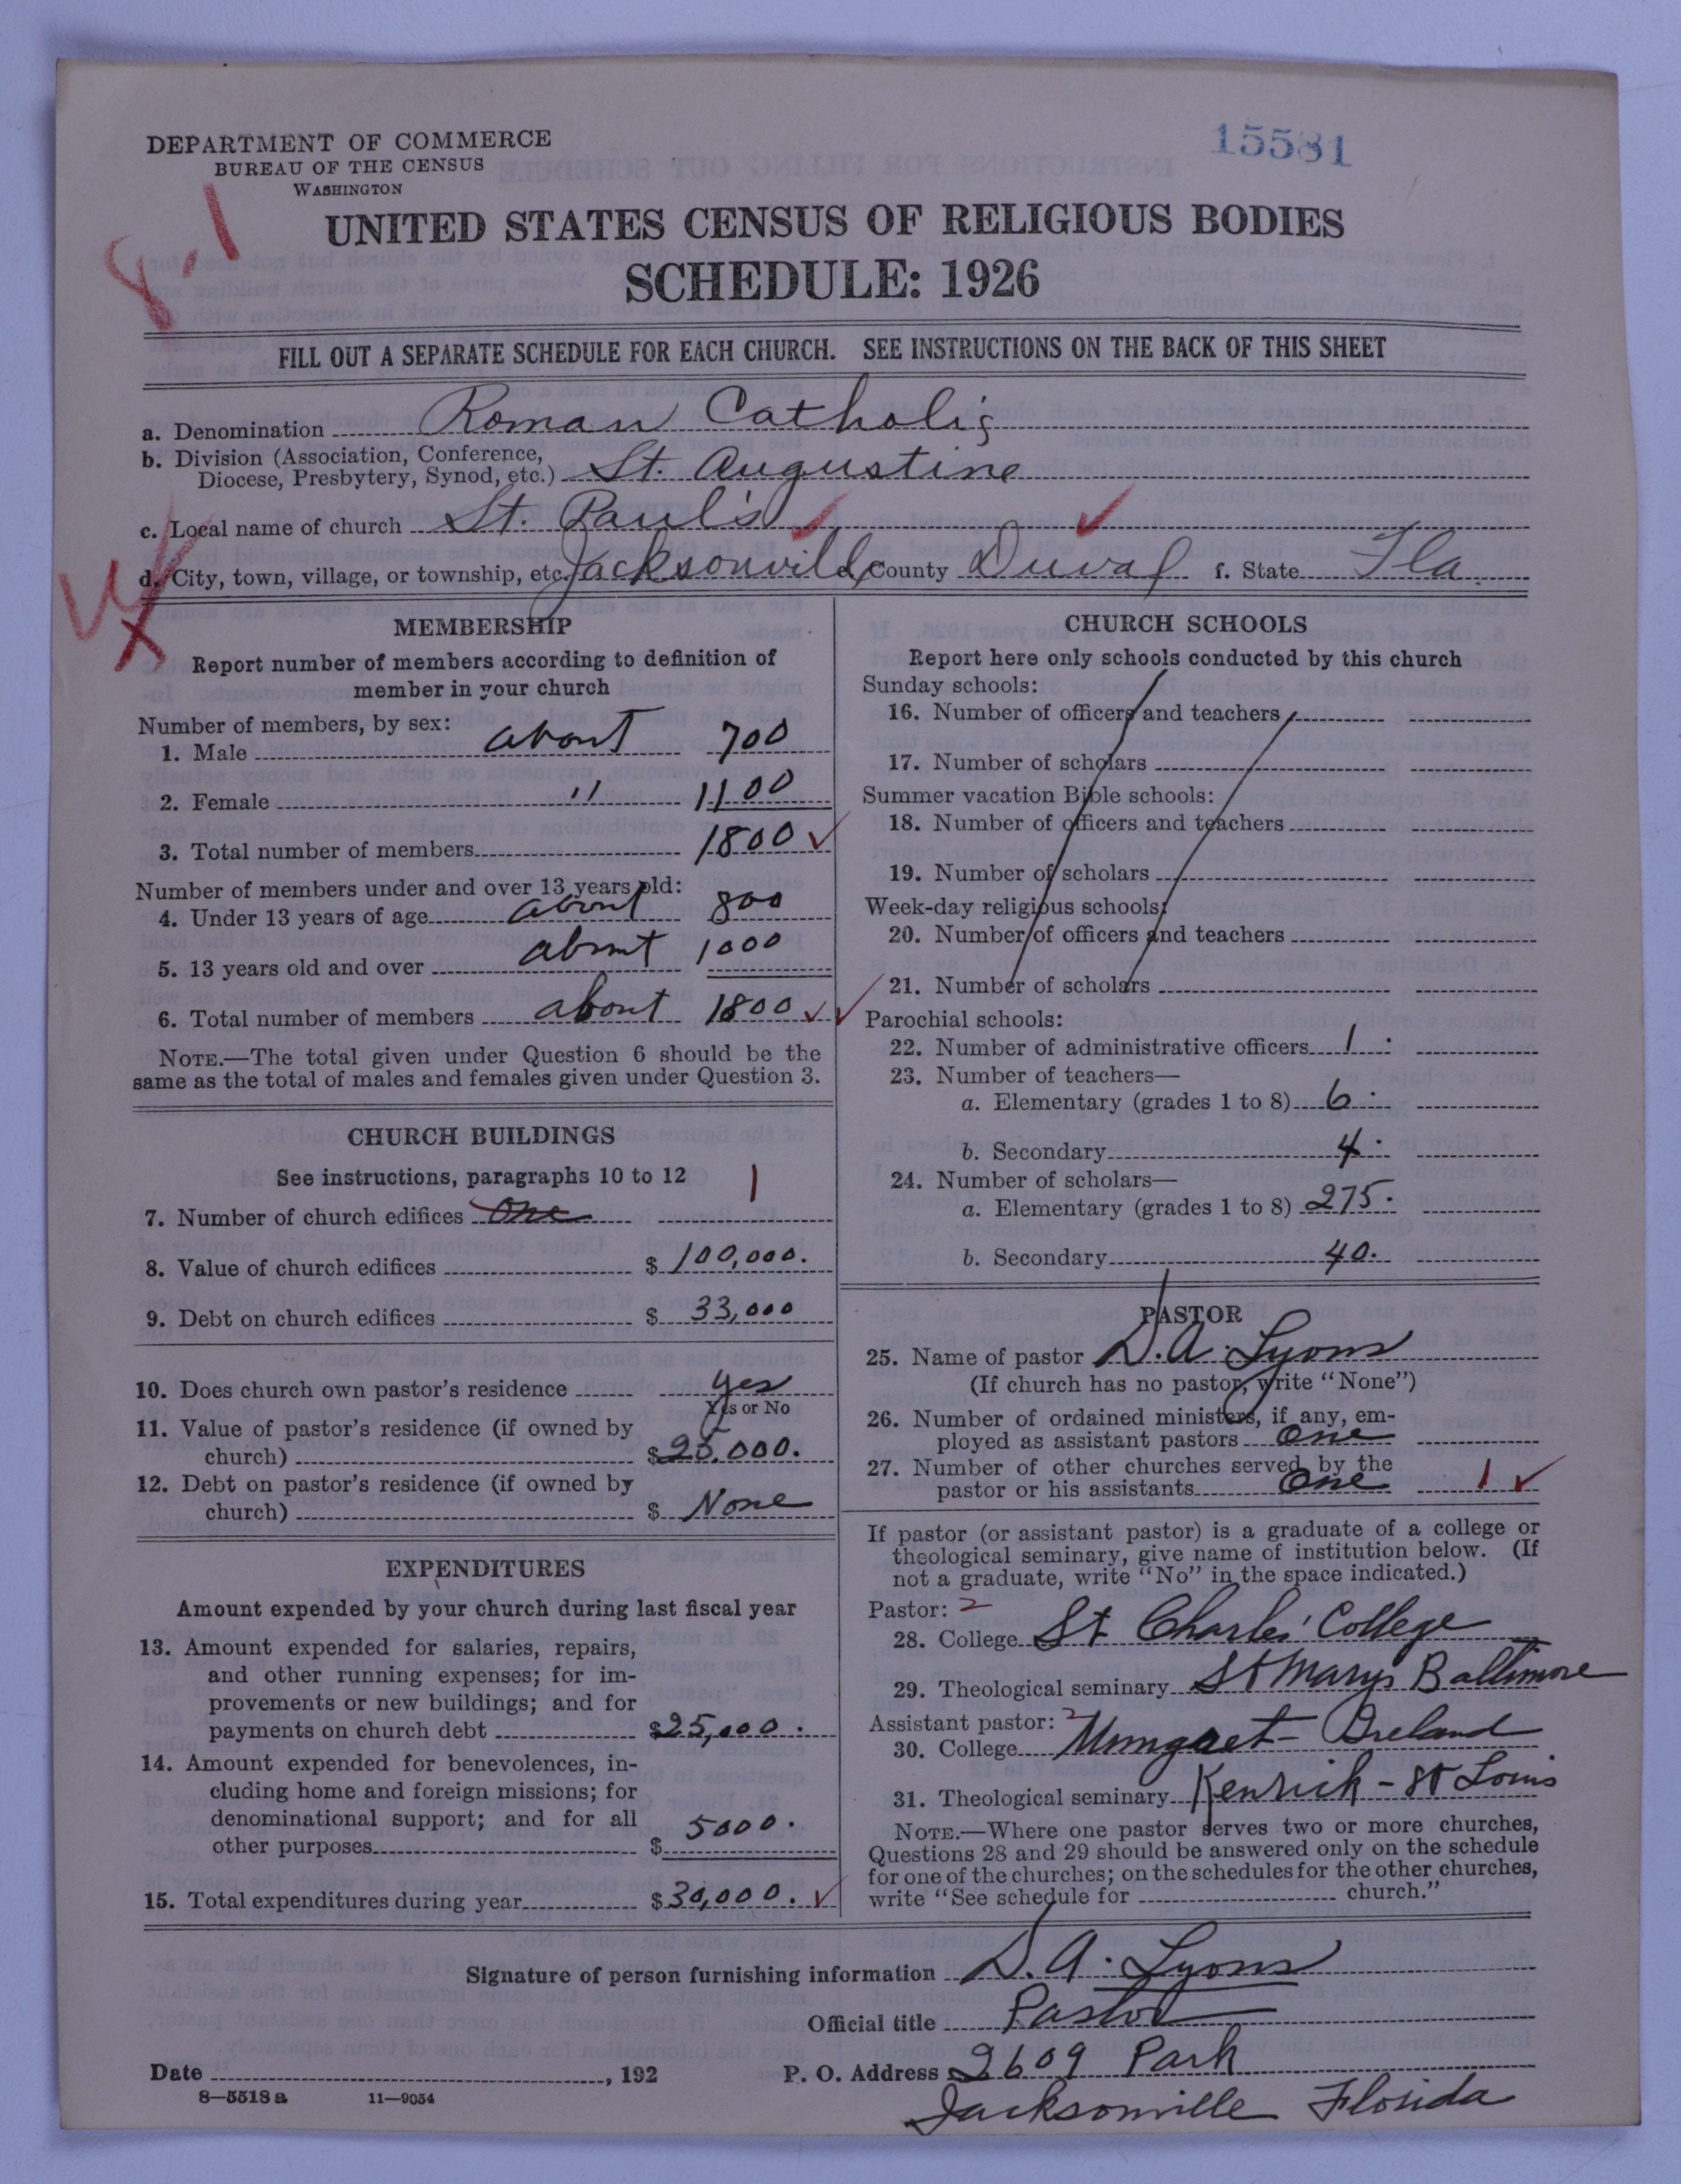 DEPARTMENT OF COMMERCE
BUREAU OF THE CENSUS
WASHINGTON
15581
8.1
UNITED STATES CENSUS OF RELIGIOUS BODIES
SCHEDULE: 1926
FILL OUT A SEPARATE SCHEDULE FOR EACH CHURCH. SEE INSTRUCTIONS ON THE BACK OF THIS SHEET
a. Denomination Roman Catholic
b. Division (Association, Conference,
Diocese, Presbytery, Synod, etc.) St. Augustine
c. Local name of church St. Paul's
d. City, town, village, or township, etc. Jacksonville e. County Duval f. State Fla.
MEMBERSHIP
Report number of members according to definition of
member in your church
Number of members, by sex:
1. Male about 700
2. Female " 1100
3. Total number of members 1800
Number of members under and over 13 years old:
4. Under 13 years of age about 800
5. 13 years old and over about 1000
6. Total number of members about 1800
NOTE.—The total given under Question 6 should be the
same as the total of males and females given under Question 3.
CHURCH BUILDINGS
See instructions, paragraphs 10 to 12
7. Number of church edifices One 1
8. Value of church edifices $ 100,000.
9. Debt on church edifices $ 33,000
10. Does church own pastor's residence yes
Yes or No
11. Value of pastor's residence (if owned by
church) $ 25.000.
12. Debt on pastor's residence (if owned by
church) $ None
EXPENDITURES
Amount expended by your church during last fiscal year
13. Amount expended for salaries, repairs,
and other running expenses; for im-
provements or new buildings; and for
payments on church debt $25,000.
14. Amount expended for benevolences, in-
cluding home and foreign missions; for
denominational support; and for all
other purposes $ 5000.
15. Total expenditures during year $30,000.
CHURCH SCHOOLS
Report here only schools conducted by this church
Sunday schools:
16. Number of officers and teachers
17. Number of scholars
Summer vacation Bible schools:
18. Number of officers and teachers
19. Number of scholars
Week-day religious schools:
20. Number of officers and teachers
21. Number of scholars
Parochial schools:
22. Number of administrative officers 1
23. Number of teachers—
a. Elementary (grades 1 to 8) 6
b. Secondary 4
24. Number of scholars—
a. Elementary (grades 1 to 8) 275
b. Secondary 40.
PASTOR
25. Name of pastor D. A. Lyons
(If church has no pastor, write "None")
26. Number of ordained ministers, if any, em-
ployed as assistant pastors One
27. Number of other churches served by the
pastor or his assistants One 1
If pastor (or assistant pastor) is a graduate of a college or
theological seminary, give name of institution below. (If
not a graduate, write "No" in the space indicated.)
Pastor: 2
28. College St Charles' College
29. Theological seminary St Marys Baltimore
Assistant pastor: 2
30. College Mungret - Ireland
31. Theological seminary Kenrick - St Louis
NOTE.—Where one pastor serves two or more churches,
Questions 28 and 29 should be answered only on the schedule
for one of the churches; on the schedules for the other churches,
write "See schedule for church."
Signature of person furnishing information D. A. Lyons
Official title Pastor
Date , 192 P. O. Address 2609 Park
8—5518 a 11—9054
Jacksonville Florida